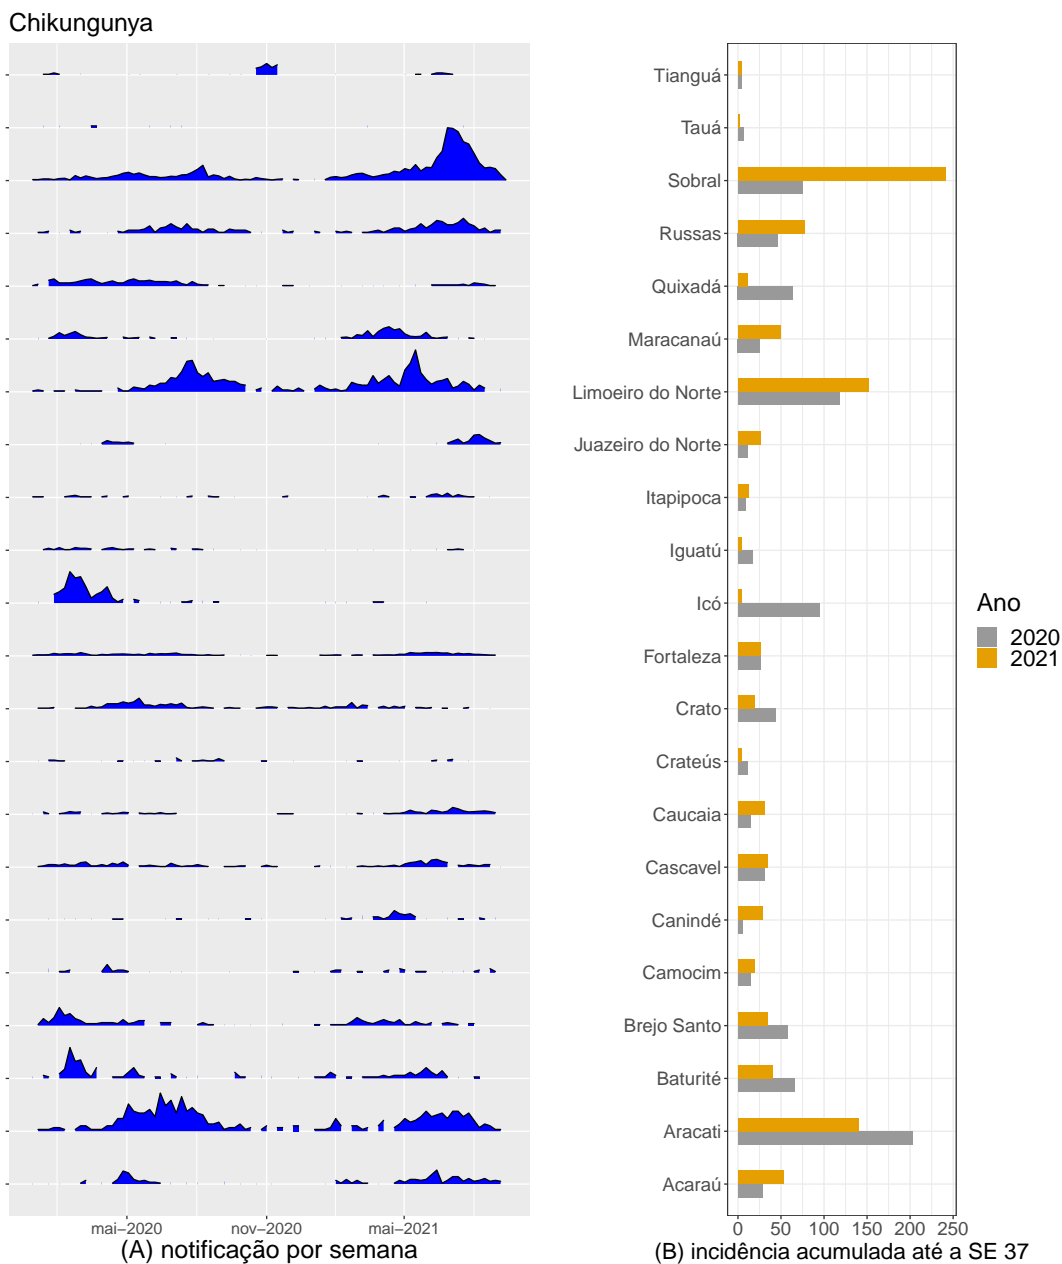 Chikungunya
mai−2020
nov−2020
mai−2021
(A) notificação por semana
Tianguá
Tauá
Sobral
Russas
Quixadá
Maracanaú
Limoeiro do Norte
Juazeiro do Norte
Itapipoca
Iguatú
Icó
Fortaleza
Crato
Crateús
Caucaia
Cascavel
Canindé
Camocim
Brejo Santo
Baturité
Aracati
Acaraú
0 50 100 150 200 250
(B) incidência acumulada até a SE 37
Ano
2020
2021